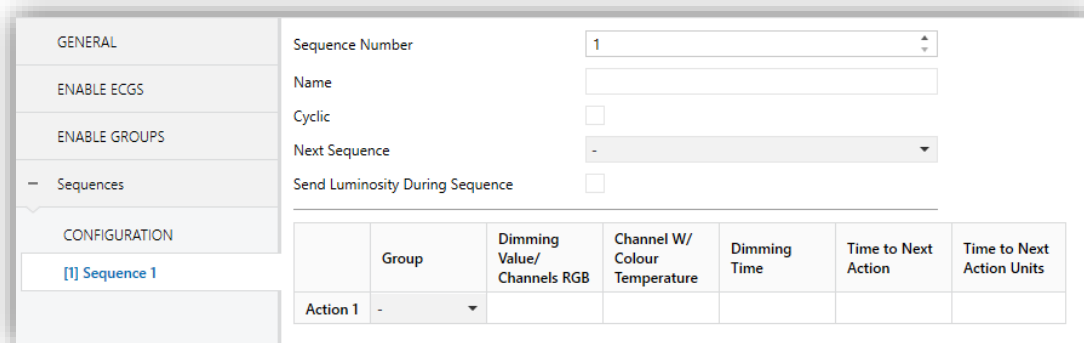 GENERAL
ENABLE ECGS
ENABLE GROUPS
− Sequences
CONFIGURATION
[1] Sequence 1
Sequence Number 1
Name
Cyclic
Next Sequence -
Send Luminosity During Sequence
Group
Dimming
Value/
Channels RGB
Channel W/
Colour
Temperature
Dimming
Time
Time to Next
Action
Time to Next
Action Units
Action 1 -